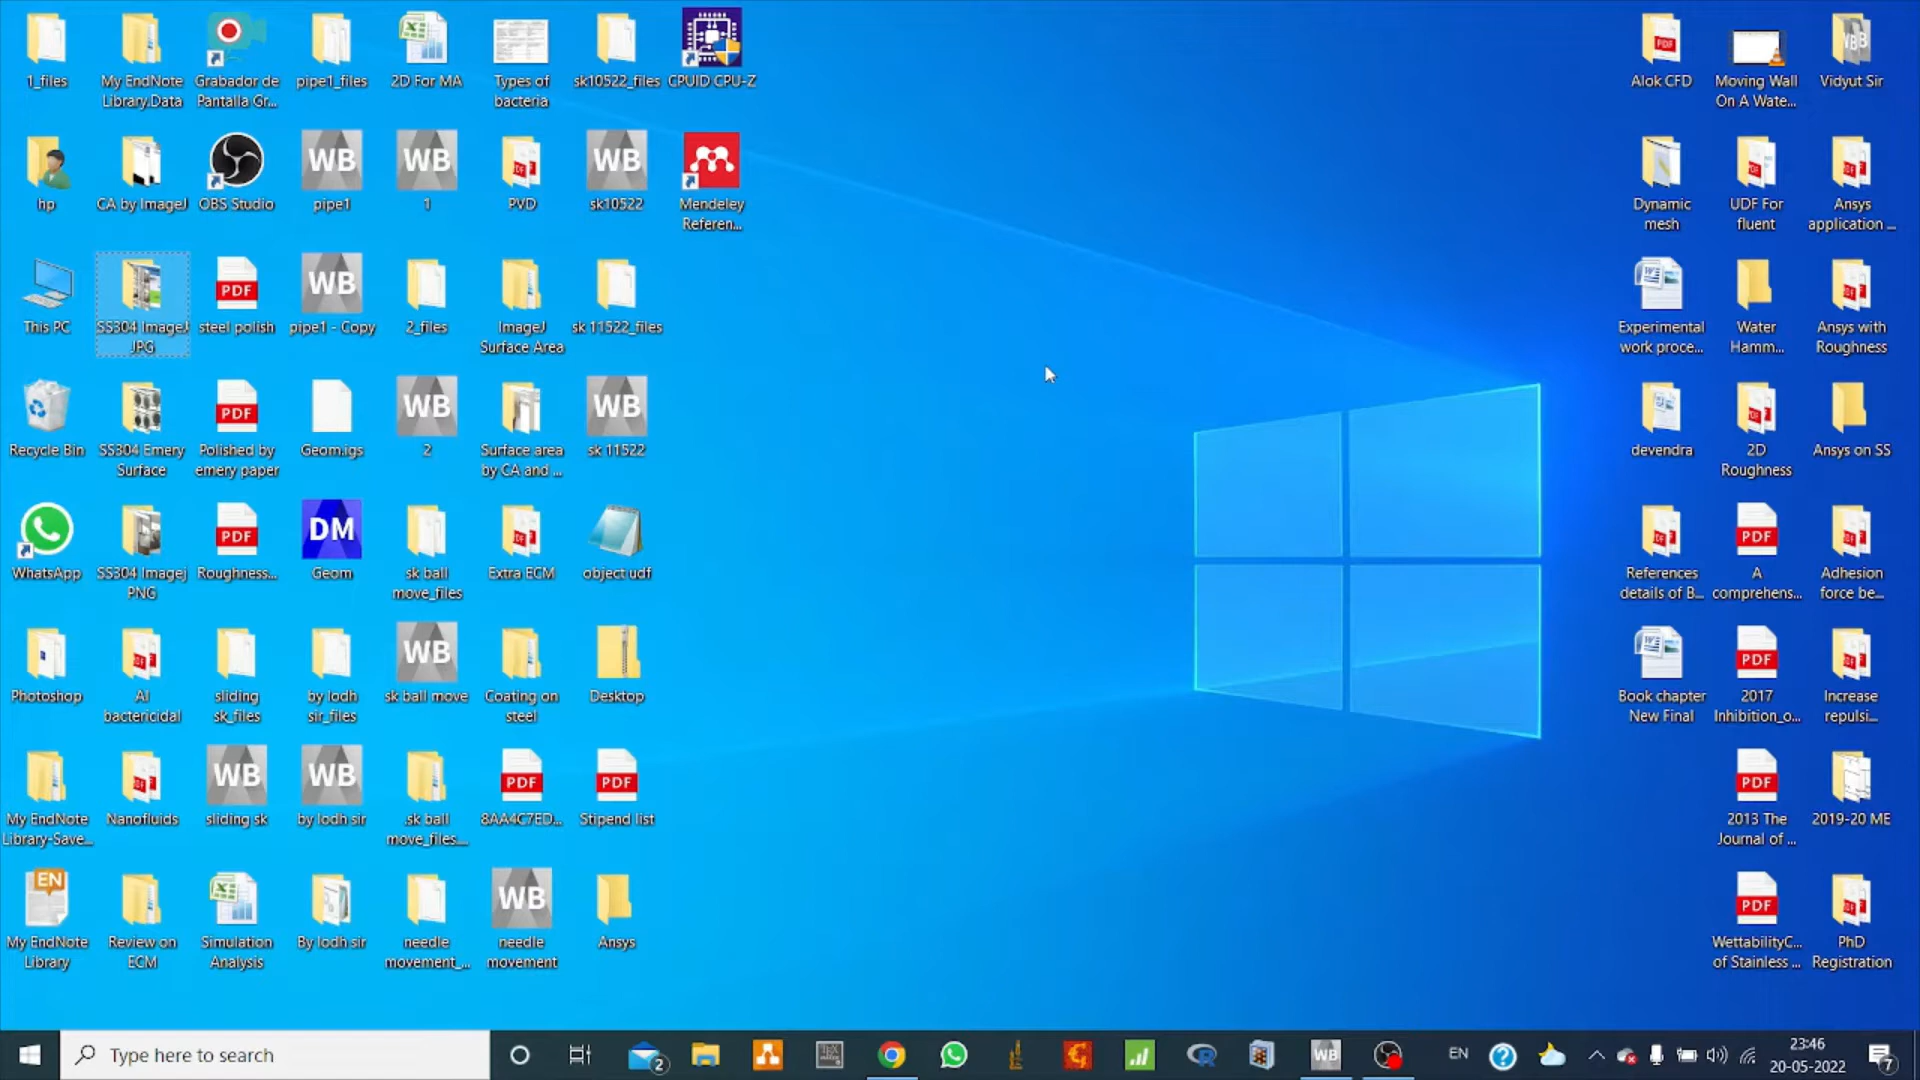 1_files
My EndNote
Library.Data
Grabador de
Pantalla Gr...
pipe1_files
2D For MA
Types of
bacteria
sk10522_files
CPUID CPU-Z
Alok CFD
Moving Wall
On A Wate...
Vidyut Sir
hp
CA by ImageJ
OBS Studio
WB
pipe1
WB
1
PVD
WB
sk10522
Mendeley
Referen...
Dynamic
mesh
UDF For
fluent
Ansys
application ...
This PC
SS304 ImageJ
JPG
PDF
steel polish
WB
pipe1 - Copy
2_files
ImageJ
Surface Area
sk 11522_files
Experimental
work proce...
Water
Hamm...
Ansys with
Roughness
Recycle Bin
SS304 Emery
Surface
PDF
Polished by
emery paper
Geom.igs
WB
2
Surface area
by CA and ...
WB
sk 11522
devendra
2D
Roughness
Ansys on SS
WhatsApp
SS304 Imagej
PNG
PDF
Roughness...
DM
Geom
sk ball
move_files
Extra ECM
object udf
References
details of B...
PDF
A
comprehens...
Adhesion
force be...
Photoshop
AI
bactericidal
sliding
sk_files
by lodh
sir_files
WB
sk ball move
Coating on
steel
Desktop
Book chapter
New Final
PDF
2017
Inhibition_o...
Increase
repulsi...
My EndNote
Library-Save...
Nanofluids
WB
sliding sk
WB
by lodh sir
sk ball
move_files...
PDF
8AA4C7ED...
PDF
Stipend list
PDF
2013 The
Journal of ...
2019-20 ME
EN
My EndNote
Library
Review on
ECM
Simulation
Analysis
By lodh sir
needle
movement_...
WB
needle
movement
Ansys
PDF
WettabilityC...
of Stainless ...
PhD
Registration
Type here to search
2
WB
EN
23:46
20-05-2022
7